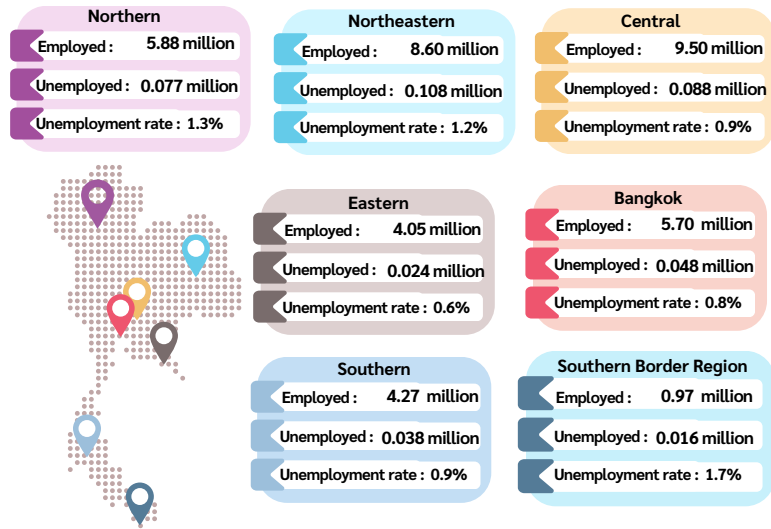 Northern
Employed : 5.88 million
Unemployed : 0.077 million
Unemployment rate : 1.3%
Northeastern
Employed : 8.60 million
Unemployed : 0.108 million
Unemployment rate : 1.2%
Central
Employed : 9.50 million
Unemployed : 0.088 million
Unemployment rate : 0.9%
Eastern
Employed : 4.05 million
Unemployed : 0.024 million
Unemployment rate : 0.6%
Bangkok
Employed : 5.70 million
Unemployed : 0.048 million
Unemployment rate : 0.8%
Southern
Employed : 4.27 million
Unemployed : 0.038 million
Unemployment rate : 0.9%
Southern Border Region
Employed : 0.97 million
Unemployed : 0.016 million
Unemployment rate : 1.7%